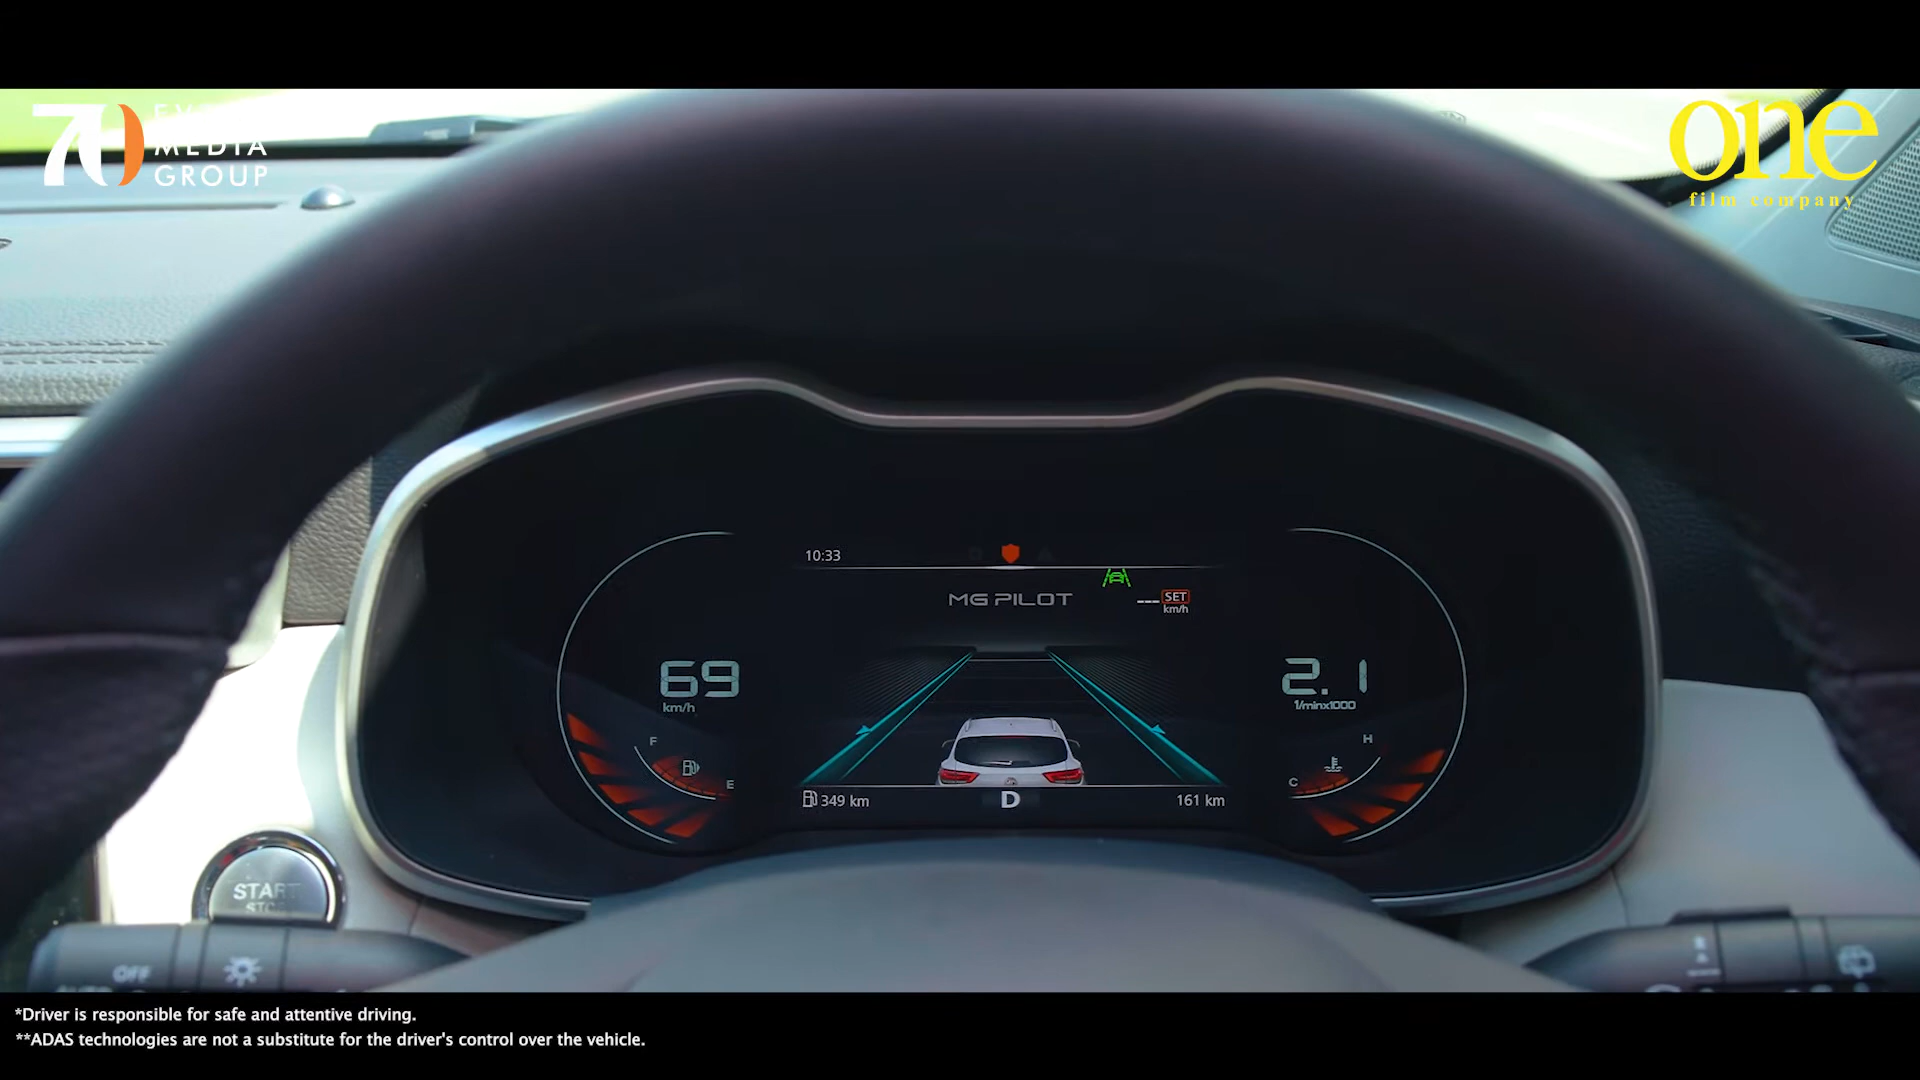 MEDIA
GROUP
one
film company
10:33
MG PILOT
--- SET
km/h
69
km/h
2.1
1/minx1000
F
E
H
C
349 km
D
161 km
START
OFF
*Driver is responsible for safe and attentive driving.
**ADAS technologies are not a substitute for the driver's control over the vehicle.